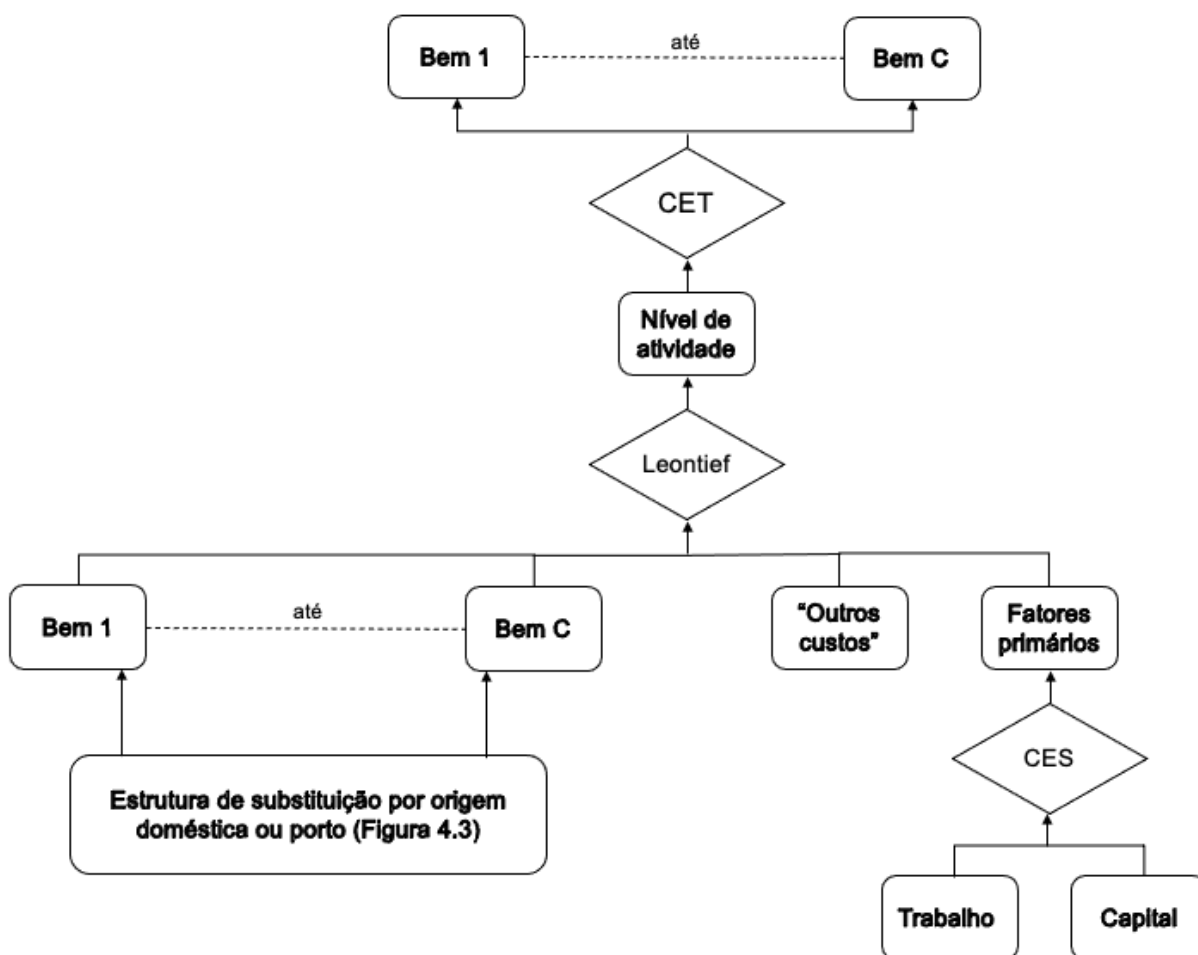 Bem 1
até
Bem C
CET
Nível de
atividade
Leontief
Bem 1
até
Bem C
“Outros
custos”
Fatores
primários
CES
Estrutura de substituição por origem
doméstica ou porto (Figura 4.3)
Trabalho
Capital